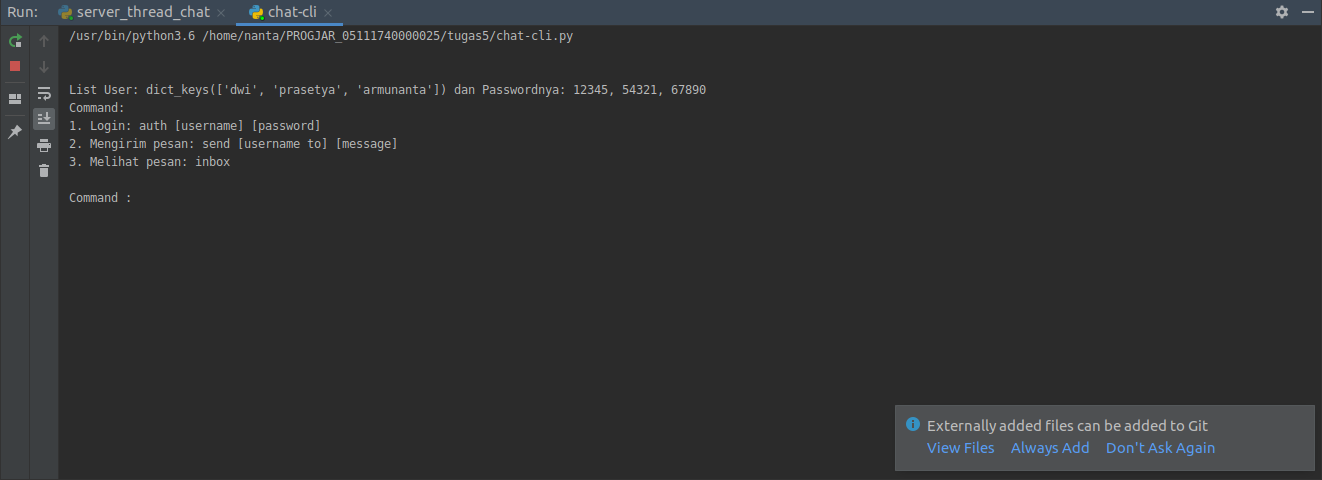 Run: server_thread_chat chat-cli
/usr/bin/python3.6 /home/nanta/PROGJAR_05111740000025/tugas5/chat-cli.py
List User: dict_keys(['dwi', 'prasetya', 'armunanta']) dan Passwordnya: 12345, 54321, 67890
Command:
1. Login: auth [username] [password]
2. Mengirim pesan: send [username to] [message]
3. Melihat pesan: inbox
Command :
Externally added files can be added to Git
View Files Always Add Don't Ask Again